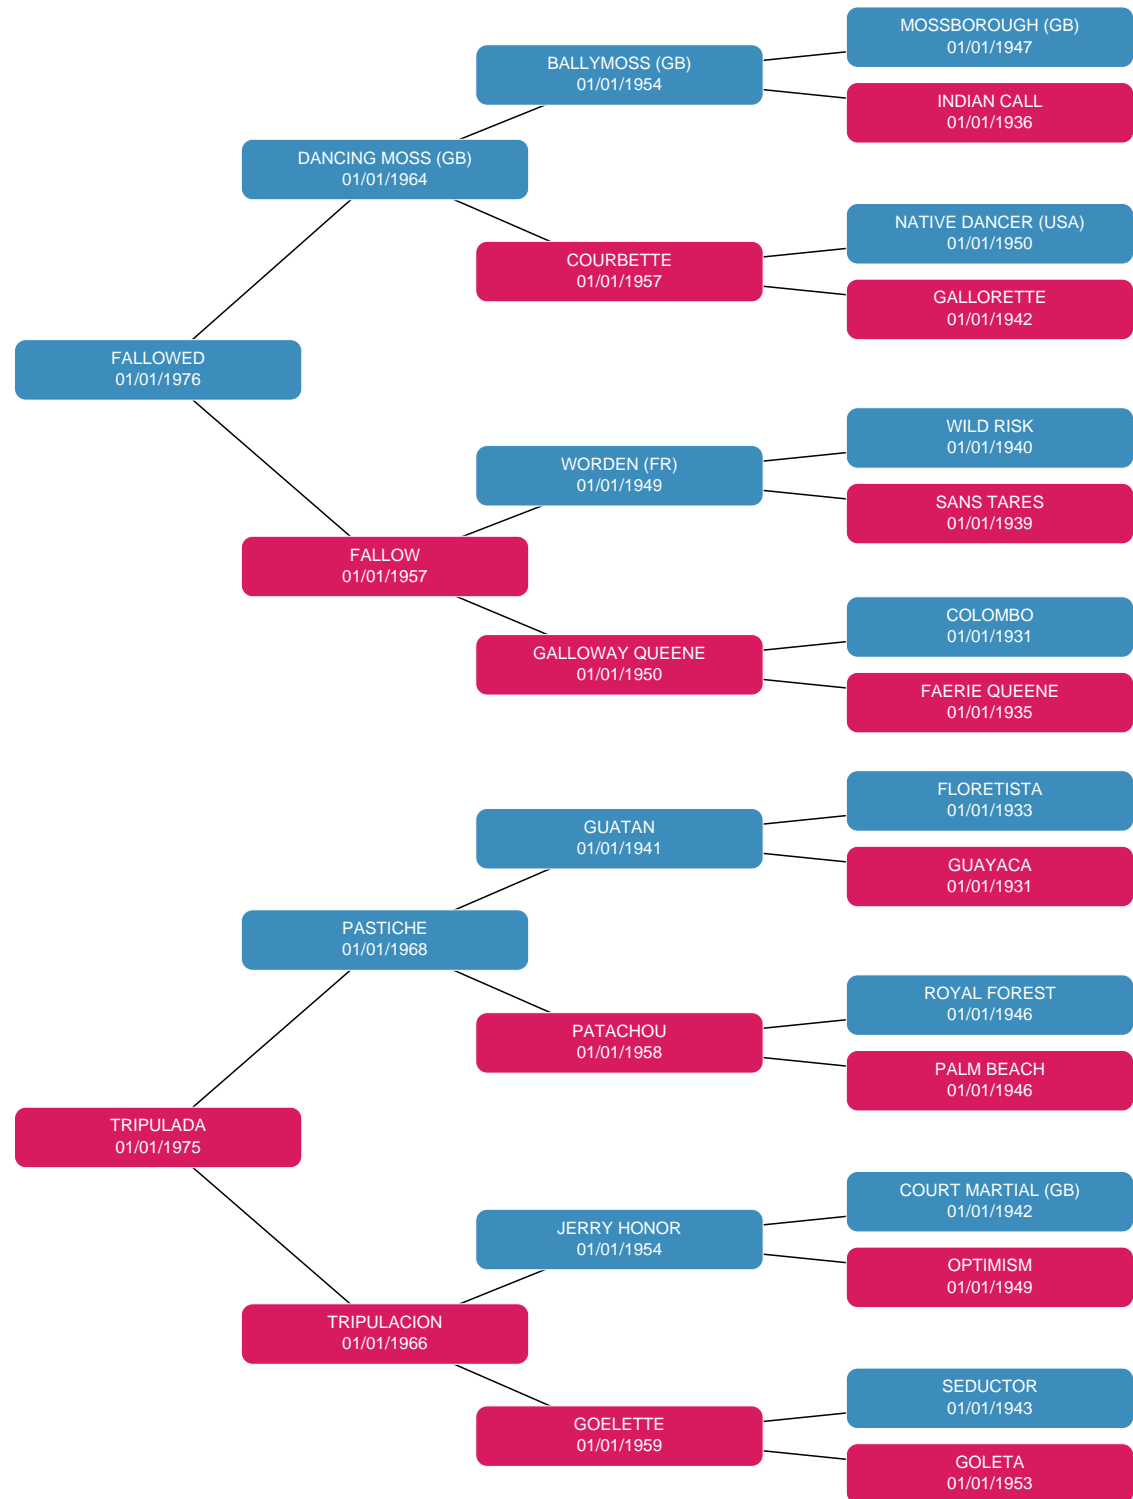 MOSSBOROUGH (GB)
01/01/1947
BALLYMOSS (GB)
01/01/1954
INDIAN CALL
01/01/1936
DANCING MOSS (GB)
01/01/1964
NATIVE DANCER (USA)
01/01/1950
COURBETTE
01/01/1957
GALLORETTE
01/01/1942
FALLOWED
01/01/1976
WILD RISK
01/01/1940
WORDEN (FR)
01/01/1949
SANS TARES
01/01/1939
FALLOW
01/01/1957
COLOMBO
01/01/1931
GALLOWAY QUEENE
01/01/1950
FAERIE QUEENE
01/01/1935
FLORETISTA
01/01/1933
GUATAN
01/01/1941
GUAYACA
01/01/1931
PASTICHE
01/01/1968
ROYAL FOREST
01/01/1946
PATACHOU
01/01/1958
PALM BEACH
01/01/1946
TRIPULADA
01/01/1975
COURT MARTIAL (GB)
01/01/1942
JERRY HONOR
01/01/1954
OPTIMISM
01/01/1949
TRIPULACION
01/01/1966
SEDUCTOR
01/01/1943
GOELETTE
01/01/1959
GOLETA
01/01/1953